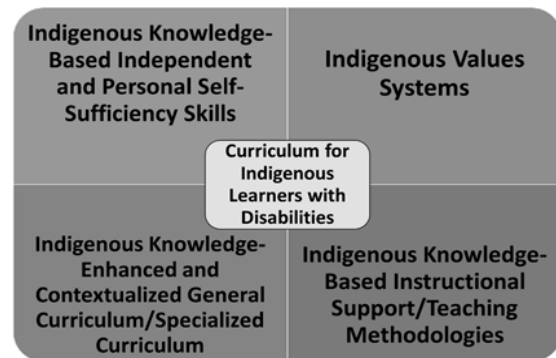 Indigenous Knowledge-
Based Independent
and Personal Self-
Sufficiency Skills
Indigenous Values
Systems
Curriculum for
Indigenous
Learners with
Disabilities
Indigenous Knowledge-
Enhanced and
Contextualized General
Curriculum/Specialized
Curriculum
Indigenous Knowledge-
Based Instructional
Support/Teaching
Methodologies